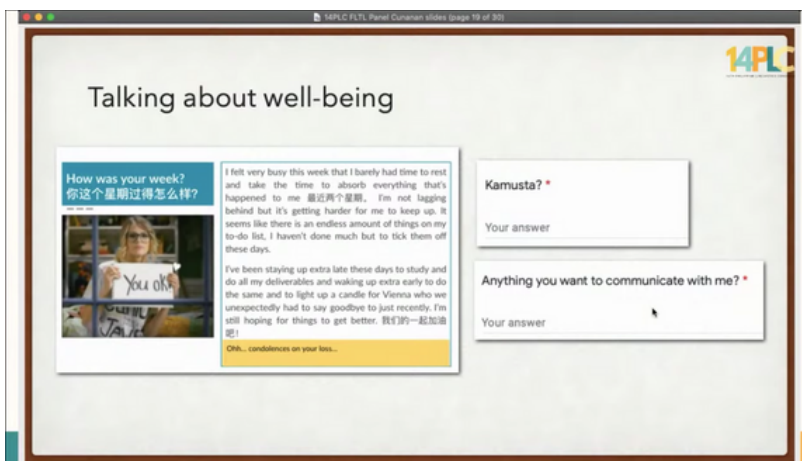 14PLC FLTL Panel Cunanan slides (page 19 of 30)
14PLC
Talking about well-being
How was your week?
你这个星期过得怎么样?
You ok?
I felt very busy this week that I barely had time to rest
and take the time to absorb everything that's
happened to me 最近两个星期。 I'm not lagging
behind but it's getting harder for me to keep up. It
seems like there is an endless amount of things on my
to-do list, I haven't done much but to tick them off
these days.
I've been staying up extra late these days to study and
do all my deliverables and waking up extra early to do
the same and to light up a candle for Vienna who we
unexpectedly had to say goodbye to just recently. I'm
still hoping for things to get better. 我们的一起加油
吧!
Ohh... condolences on your loss...
Kamusta? *
Your answer
Anything you want to communicate with me? *
Your answer